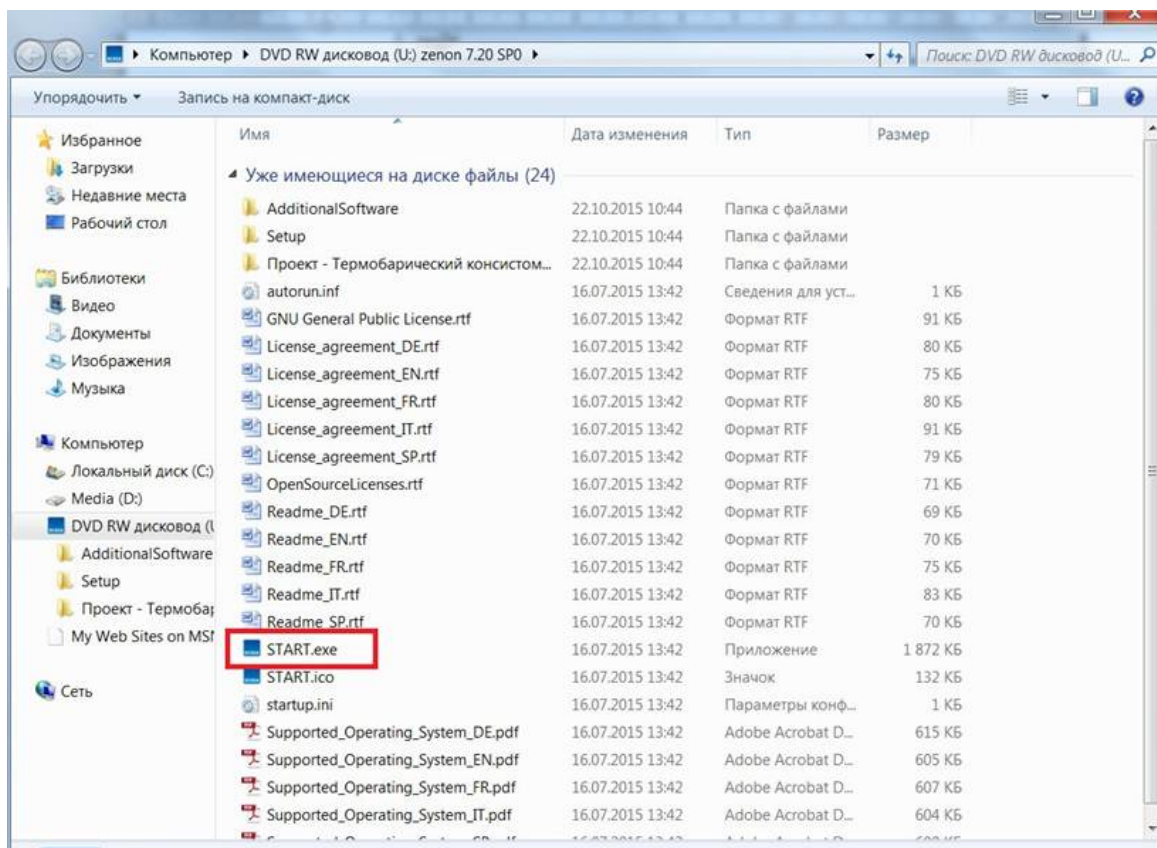 Компьютер DVD RW дисковод (U:) zenon 7.20 SP0 Поиск: DVD RW дисковод (U...
Упорядочить Запись на компакт-диск
Избранное
Загрузки
Недавние места
Рабочий стол
Библиотеки
Видео
Документы
Изображения
Музыка
Компьютер
Локальный диск (C:)
Media (D:)
DVD RW дисковод (
AdditionalSoftware
Setup
Проект - Термобар
My Web Sites on MS
Сеть
Имя Дата изменения Тип Размер
Уже имеющиеся на диске файлы (24)
AdditionalSoftware 22.10.2015 10:44 Папка с файлами
Setup 22.10.2015 10:44 Папка с файлами
Проект - Термобарический консистом... 22.10.2015 10:44 Папка с файлами
autorun.inf 16.07.2015 13:42 Сведения для уст... 1 КБ
GNU General Public License.rtf 16.07.2015 13:42 Формат RTF 91 КБ
License_agreement_DE.rtf 16.07.2015 13:42 Формат RTF 80 КБ
License_agreement_EN.rtf 16.07.2015 13:42 Формат RTF 75 КБ
License_agreement_FR.rtf 16.07.2015 13:42 Формат RTF 80 КБ
License_agreement_IT.rtf 16.07.2015 13:42 Формат RTF 91 КБ
License_agreement_SP.rtf 16.07.2015 13:42 Формат RTF 79 КБ
OpenSourceLicenses.rtf 16.07.2015 13:42 Формат RTF 71 КБ
Readme_DE.rtf 16.07.2015 13:42 Формат RTF 69 КБ
Readme_EN.rtf 16.07.2015 13:42 Формат RTF 70 КБ
Readme_FR.rtf 16.07.2015 13:42 Формат RTF 75 КБ
Readme_IT.rtf 16.07.2015 13:42 Формат RTF 83 КБ
Readme_SP.rtf 16.07.2015 13:42 Формат RTF 70 КБ
START.exe 16.07.2015 13:42 Приложение 1 872 КБ
START.ico 16.07.2015 13:42 Значок 132 КБ
startup.ini 16.07.2015 13:42 Параметры конф... 1 КБ
Supported_Operating_System_DE.pdf 16.07.2015 13:42 Adobe Acrobat D... 615 КБ
Supported_Operating_System_EN.pdf 16.07.2015 13:42 Adobe Acrobat D... 605 КБ
Supported_Operating_System_FR.pdf 16.07.2015 13:42 Adobe Acrobat D... 607 КБ
Supported_Operating_System_IT.pdf 16.07.2015 13:42 Adobe Acrobat D... 604 КБ